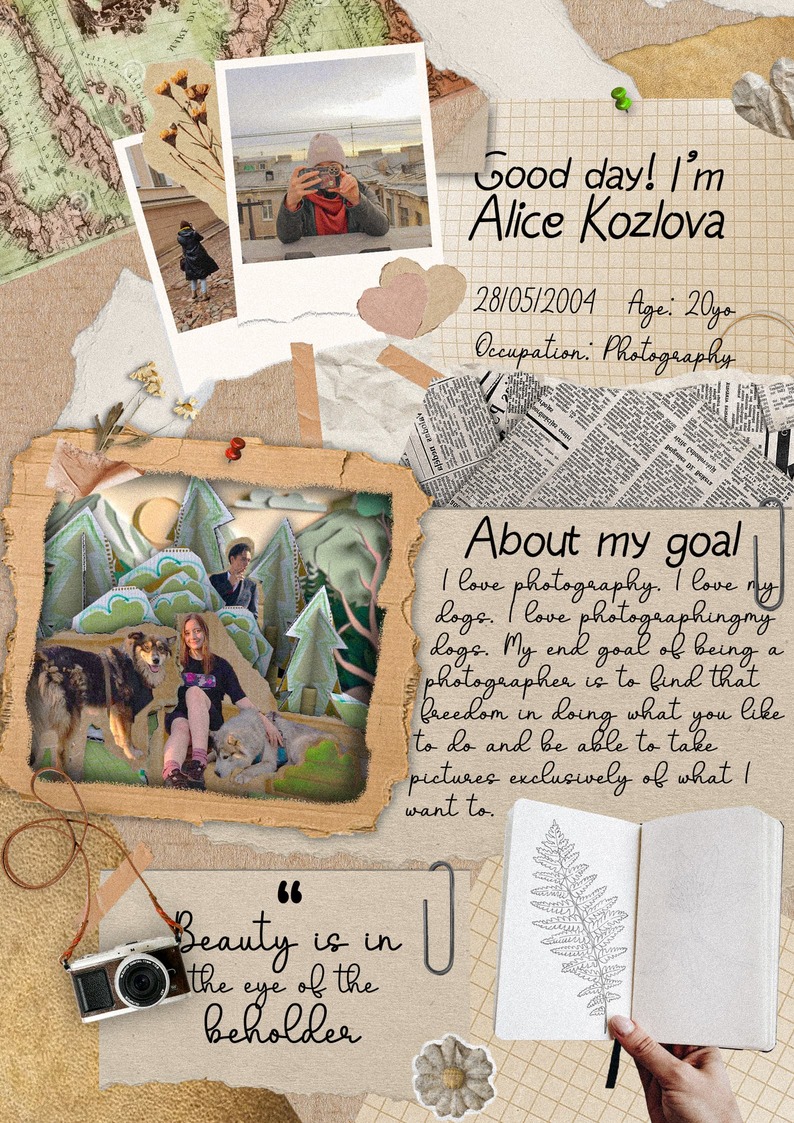 Good day! I'm
Alice Kozlova
28/05/2004 Age: 20yo
Occupation: Photography
About my goal
I love photography. I love my
dogs. I love photographingmy
dogs. My end goal of being a
photographer is to find that
freedom in doing what you like
to do and be able to take
pictures exclusively of what I
want to.
“
Beauty is in
the eye of the
beholder